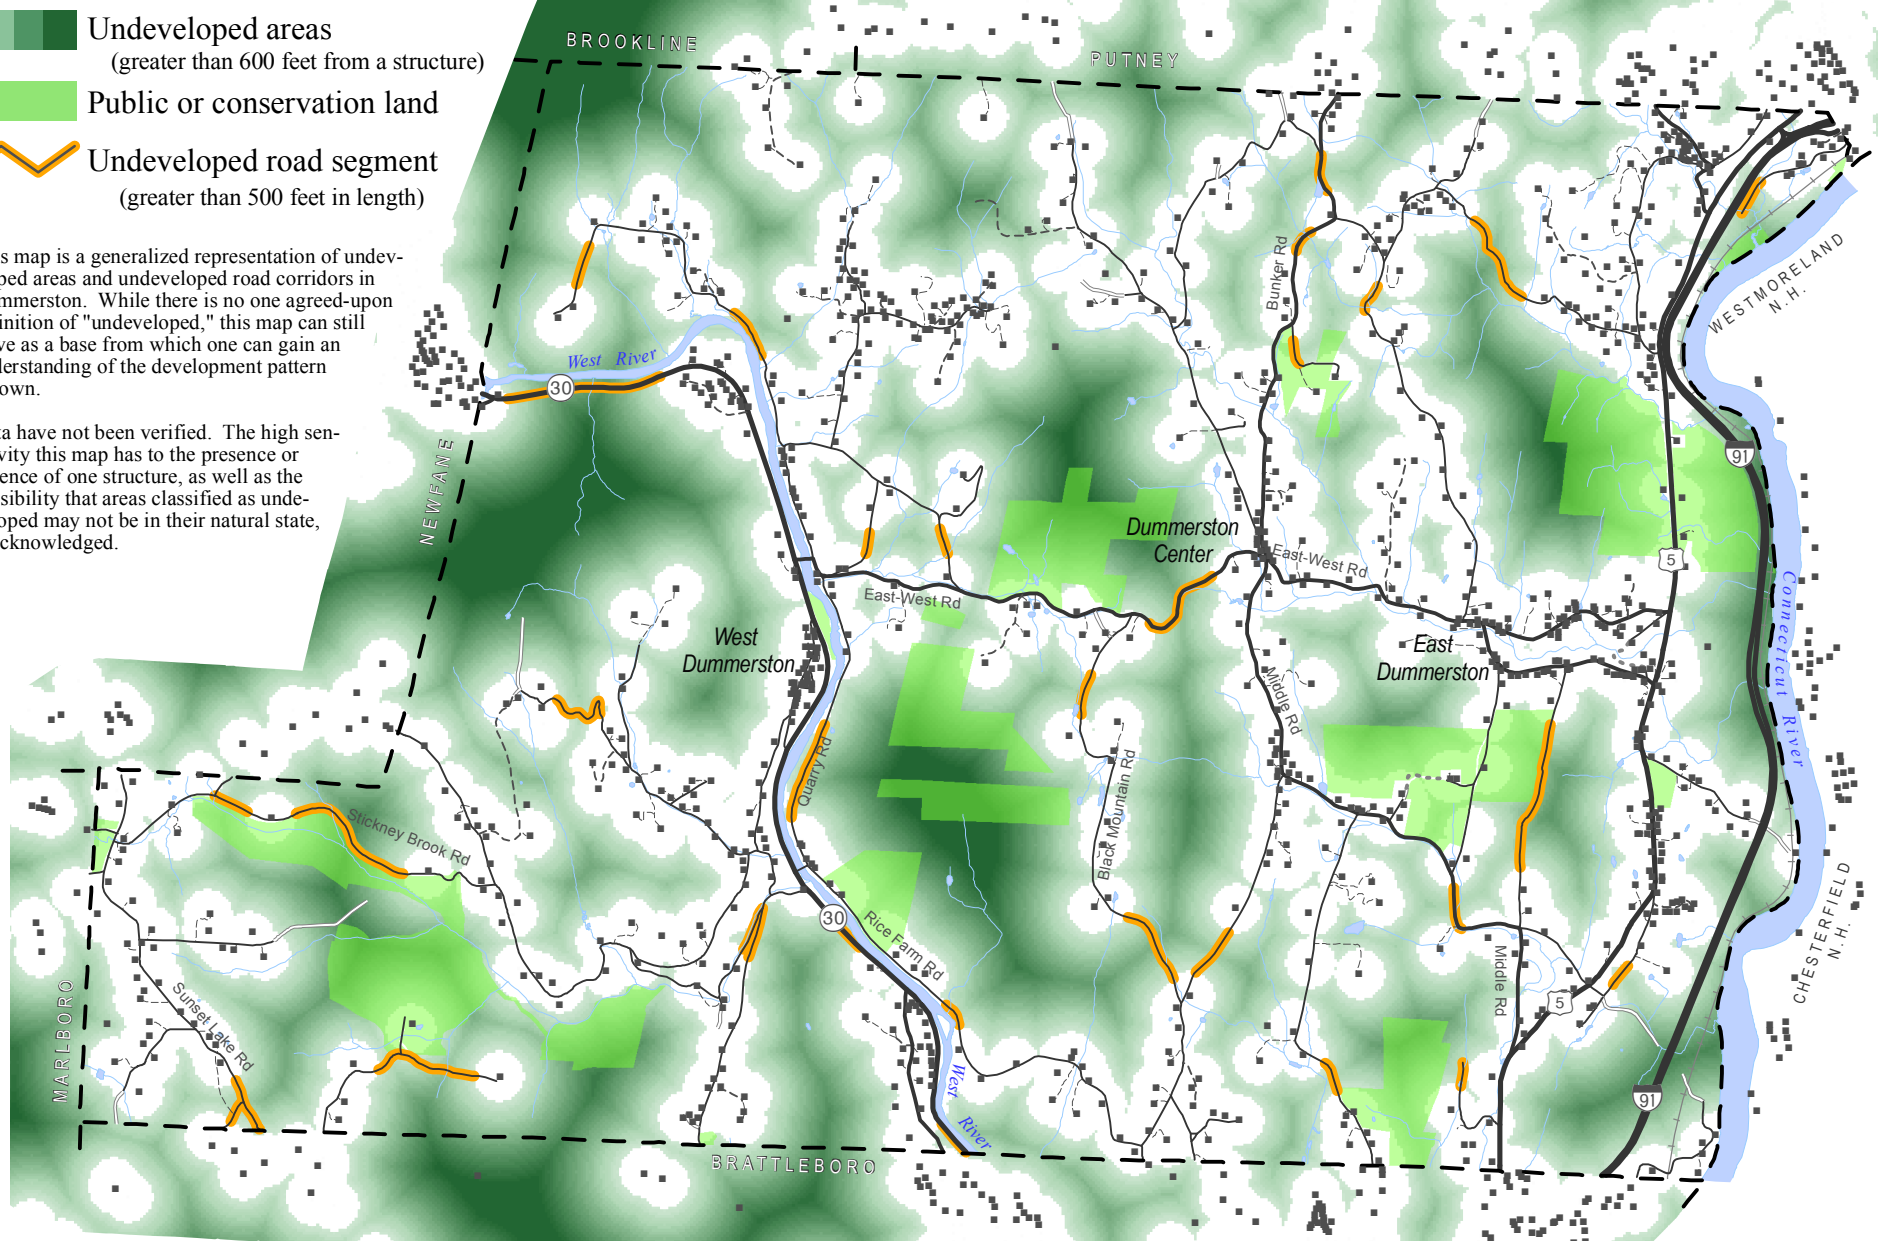 Undeveloped areas
(greater than 600 feet from a structure)
Public or conservation land
Undeveloped road segment
(greater than 500 feet in length)
s map is a generalized representation of undev-
ped areas and undeveloped road corridors in
mmerston. While there is no one agreed-upon
inition of "undeveloped," this map can still
ve as a base from which one can gain an
derstanding of the development pattern
own.
ta have not been verified. The high sen-
vity this map has to the presence or
ence of one structure, as well as the
sibility that areas classified as unde-
oped may not be in their natural state,
cknowledged.
BROOKLINE
PUTNEY
WESTMORELAND
N.H.
Bunker Rd
West River
30
NEWFANE
91
Dummerston
Center
East-West Rd
5
East-West Rd
Connecticut River
West
Dummerston
East
Dummerston
Middle Rd
Quarry Rd
Black Mountain Rd
Stickney Brook Rd
30
Rice Farm Rd
CHESTERFIELD
N.H.
Middle Rd
5
MARLBORO
Sunset Lake Rd
West
River
91
BRATTLEBORO